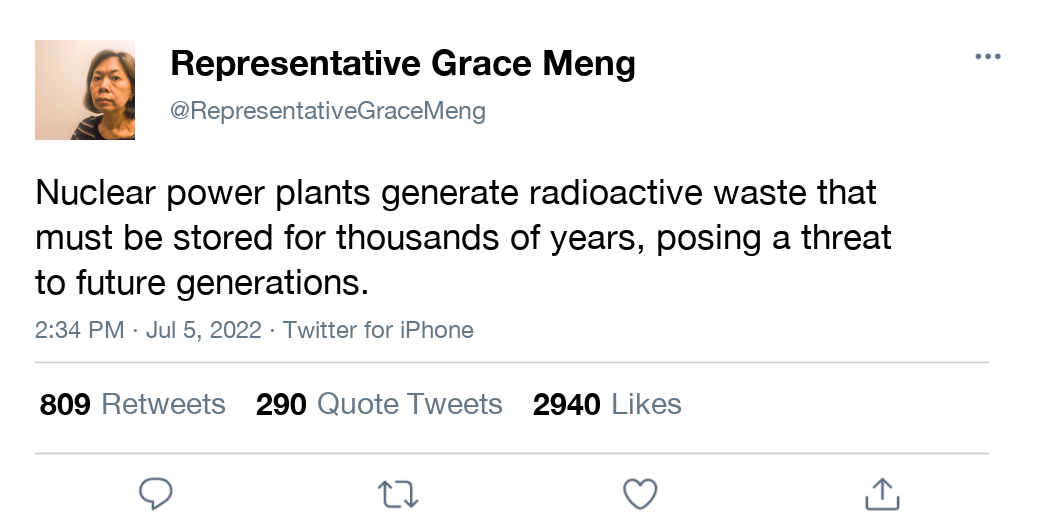 Representative Grace Meng
@RepresentativeGraceMeng
Nuclear power plants generate radioactive waste that
must be stored for thousands of years, posing a threat
to future generations.
2:34 PM · Jul 5, 2022 · Twitter for iPhone
809 Retweets 290 Quote Tweets 2940 Likes